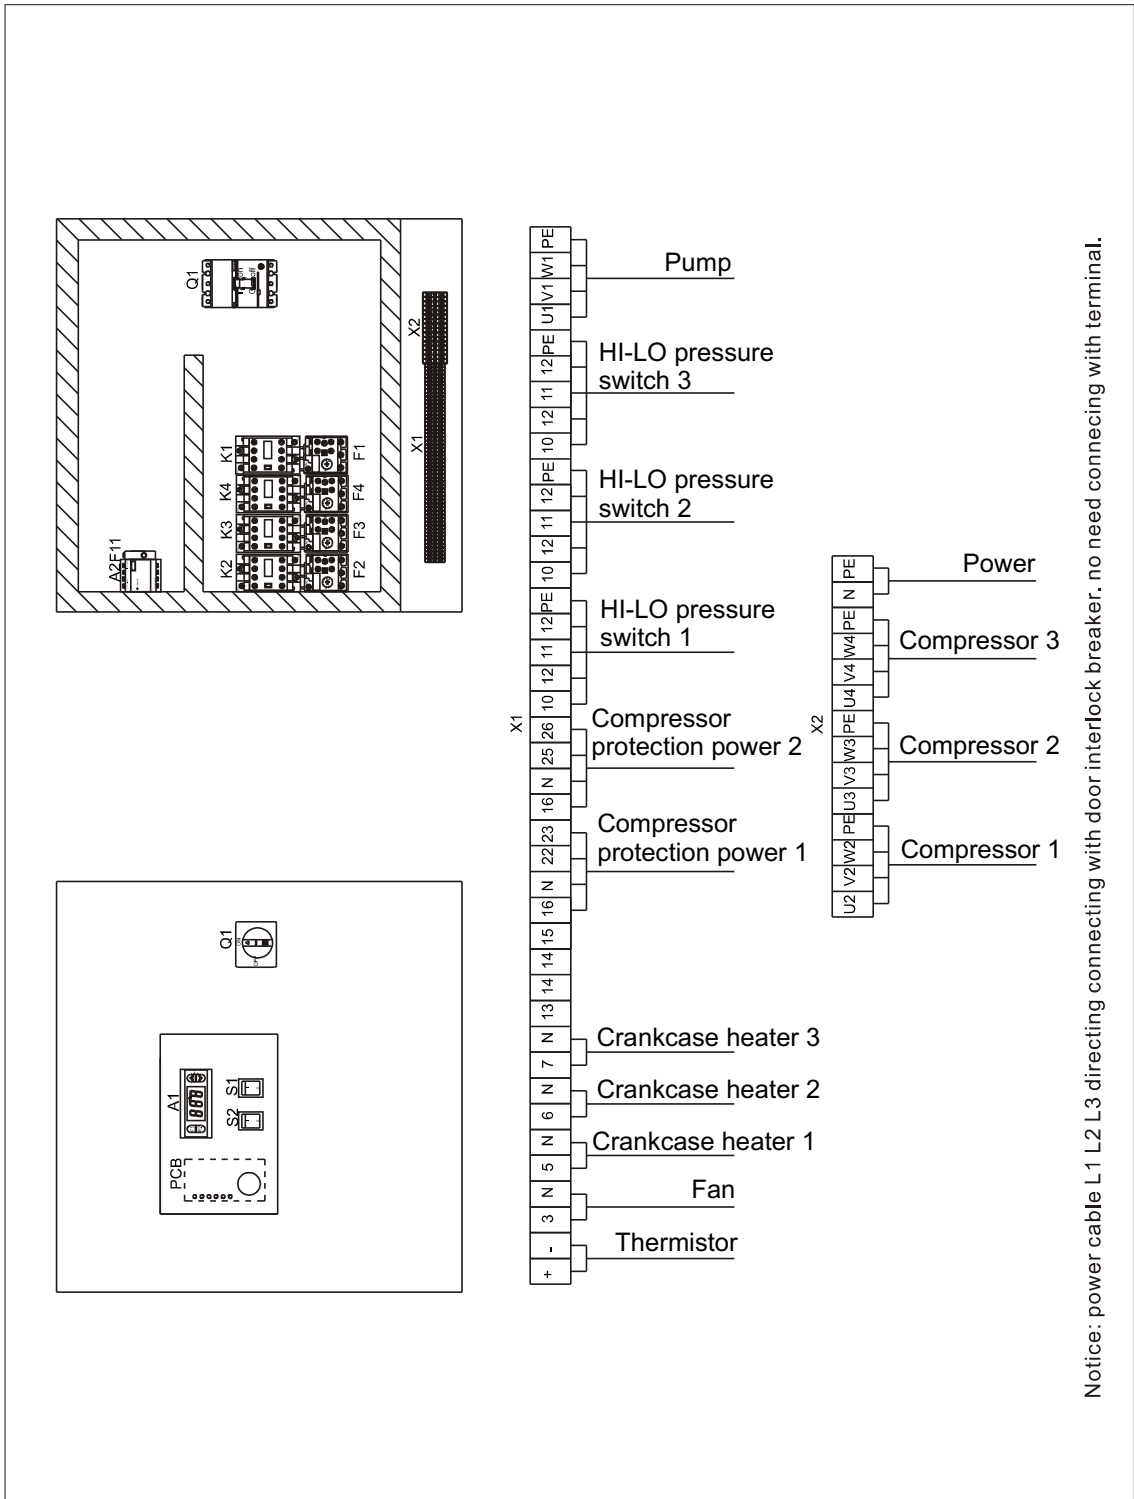 Q1
X2
X1
K1
F1
K4
F4
K3
F3
K2
F2
A2F11
Q1
ON
OFF
A1
S1
S2
PCB
X1
PE
W1
V1
U1
Pump
PE
12
11
12
10
HI-LO pressure
switch 3
PE
12
11
12
10
HI-LO pressure
switch 2
PE
12
11
12
10
HI-LO pressure
switch 1
26
25
N
16
Compressor
protection power 2
23
22
N
16
Compressor
protection power 1
15
14
14
13
N
7
Crankcase heater 3
N
6
Crankcase heater 2
N
5
Crankcase heater 1
N
3
Fan
-
+
Thermistor
X2
PE
N
Power
PE
W4
V4
U4
Compressor 3
PE
W3
V3
U3
Compressor 2
PE
W2
V2
U2
Compressor 1
Notice: power cable L1 L2 L3 directing connecting with door interlock breaker. no need connecing with terminal.